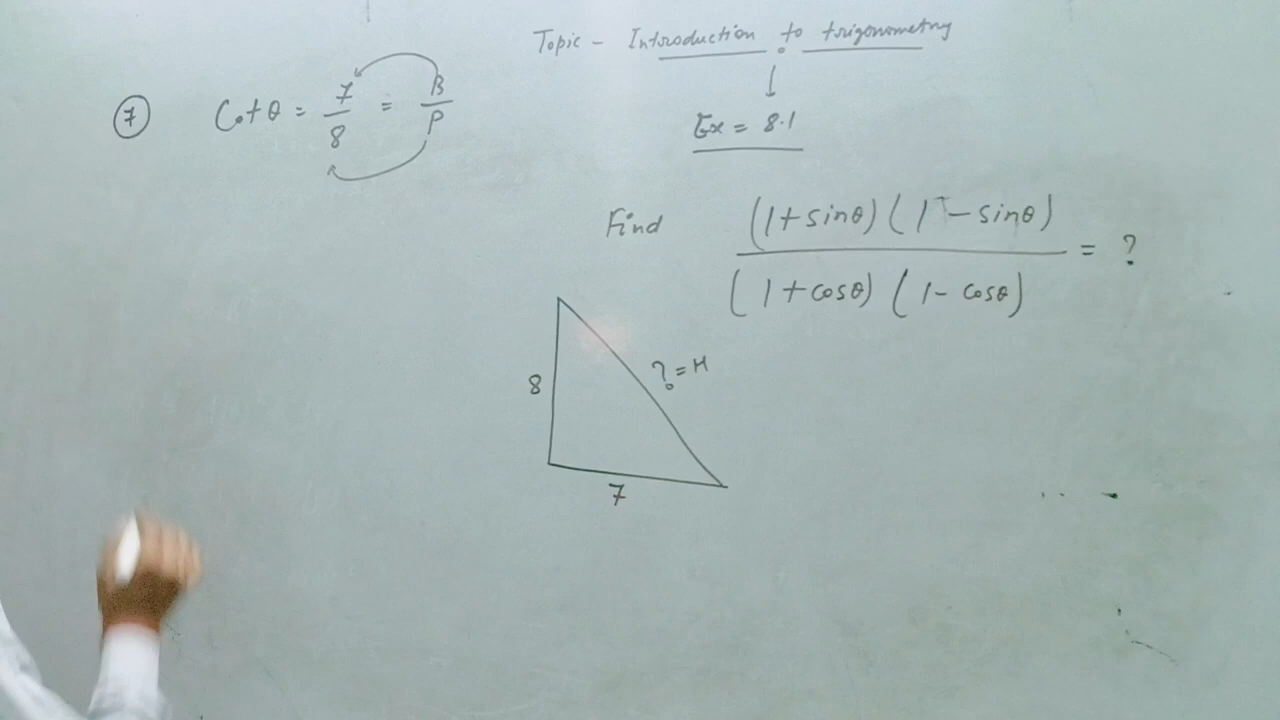 Topic - Introduction to trigonometry
Ex = 8.1
7 Cotθ = 7/8 = B/P
Find (1+sinθ)(1-sinθ)/(1+cosθ)(1-cosθ) = ?
8
?=H
7